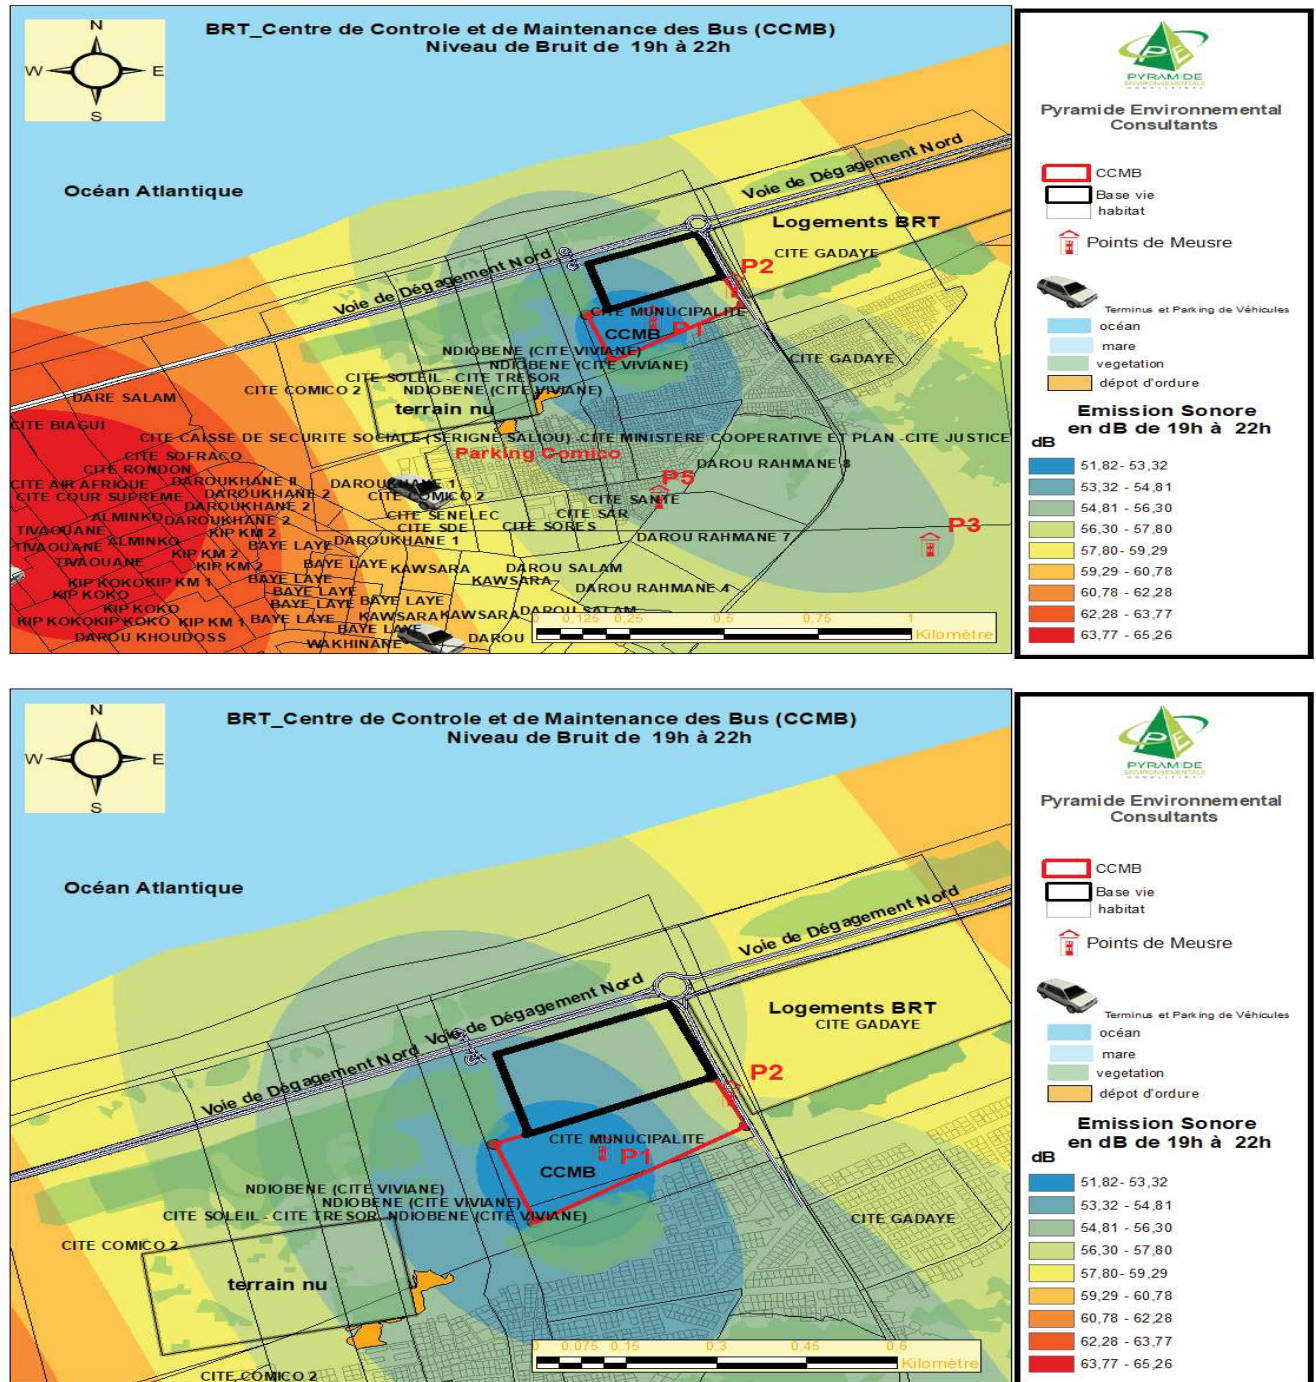 BRT_Centre de Controle et de Maintenance des Bus (CCMB)
Niveau de Bruit de 19h à 22h
N
W
E
S
Océan Atlantique
Voie de Dégagement Nord
Voie de Dégagement Nord
Logements BRT
CITE GADAYE
P2
CITE MUNUCIPALITE
P1
CCMB
NDIOBENE (CITE VIVIANE)
NDIOBENE (CITE VIVIANE)
CITE GADAYE
CITE SOLEIL - CITE TRESOR
CITE COMICO 2
NDIOBENE (CITE VIVIANE)
DARE SALAM
terrain nu
CITE BIAGUI
CITE CAISSE DE SECURITE SOCIALE (SERIGNE SALIOU) -CITE MINISTERE COOPERATIVE ET PLAN -CITE JUSTICE
CITE SOFRACO
Parking Comico
CITE RONDON
DAROU RAHMANE 8
CITE AIR AFRIQUE
DAROUKHANE II
DAROUKHANE 1
P5
CITE COUR SUPREME
DAROUKHANE 2
CITE COMICO 2
CITE SANTE
DAROUKHANE 2
ALMINKO
DAROUKHANE 2
CITE SENELEC
CITE SAR
TIVAOUANE
CITE SDE
CITE SORES
P3
ALMINKO
KIP KM 2
DAROUKHANE 1
DAROU RAHMANE 7
TIVAOUANE
BAYE LAYE
KIP KM 2
TIVAOUANE
KIP KM 2
BAYE LAYE
KAWSARA
DAROU SALAM
KIP KOKO
KIP KM 1
BAYE LAYE
KAWSARA
DAROU RAHMANE 4
KIP KOKO
BAYE LAYE
KIP KOKO
BAYE LAYE
BAYE LAYE
DAROU SALAM
KIP KOKO
KIP KOKO
KIP KM 1
BAYE LAYE
KAWSARA
KAWSARA
DAROU KHOUDOSS
BAYE LAYE
DAROU
WAKHINANE
0
0,125
0,25
0,5
0,75
1
Kilomètre
PE
PYRAMIDE
ENVIRONNEMENTALE
Pyramide Environnemental
Consultants
CCMB
Base vie
habitat
Points de Meusre
Terminus et Parking de Véhicules
océan
mare
vegetation
dépot d'ordure
Emission Sonore
en dB de 19h à 22h
dB
51,82- 53,32
53,32 - 54,81
54,81 - 56,30
56,30 - 57,80
57,80- 59,29
59,29 - 60,78
60,78 - 62,28
62,28 - 63,77
63,77 - 65,26
BRT_Centre de Controle et de Maintenance des Bus (CCMB)
Niveau de Bruit de 19h à 22h
N
W
E
S
Océan Atlantique
Voie de Dégagement Nord
Voie de Dégagement Nord
Voie de Dégagement Nord
Logements BRT
CITE GADAYE
P2
CITE MUNUCIPALITE
P1
CCMB
NDIOBENE (CITE VIVIANE)
NDIOBENE (CITE VIVIANE)
CITE SOLEIL - CITE TRESOR
NDIOBENE (CITE VIVIANE)
CITE GADAYE
CITE COMICO 2
terrain nu
CITE COMICO 2
0
0,075
0,15
0,3
0,45
0,6
Kilomètre
PE
PYRAMIDE
ENVIRONNEMENTALE
Pyramide Environnemental
Consultants
CCMB
Base vie
habitat
Points de Meusre
Terminus et Parking de Véhicules
océan
mare
vegetation
dépot d'ordure
Emission Sonore
en dB de 19h à 22h
dB
51,82- 53,32
53,32 - 54,81
54,81 - 56,30
56,30 - 57,80
57,80- 59,29
59,29 - 60,78
60,78 - 62,28
62,28 - 63,77
63,77 - 65,26